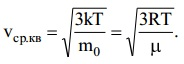 v_ср.кв = √(3kT/m₀) = √(3RT/μ).